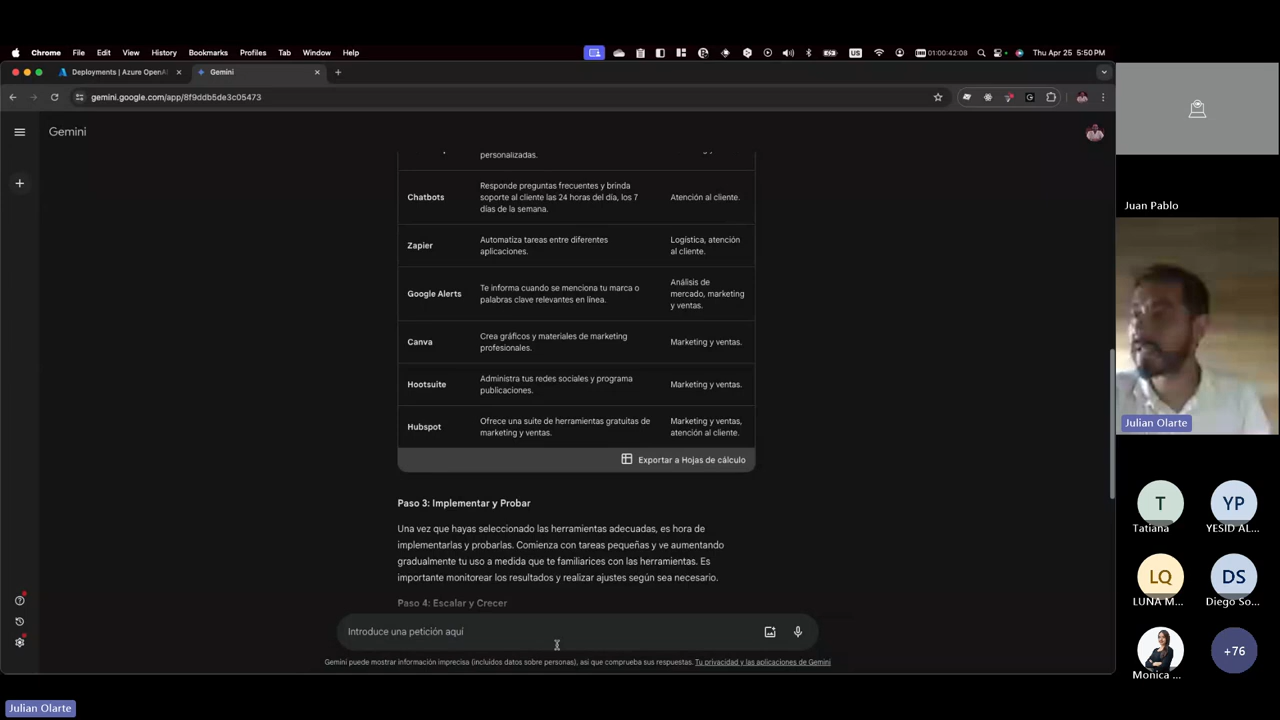 Chrome File Edit View History Bookmarks Profiles Tab Window Help
US 01:00:42:08 Thu Apr 25 5:50 PM
Deployments | Azure OpenAI
Gemini
gemini.google.com/app/8f9ddb5de3c05473
Gemini
personalizadas.
Chatbots
Responde preguntas frecuentes y brinda
soporte al cliente las 24 horas del día, los 7
días de la semana.
Atención al cliente.
Zapier
Automatiza tareas entre diferentes
aplicaciones.
Logística, atención
al cliente.
Google Alerts
Te informa cuando se menciona tu marca o
palabras clave relevantes en línea.
Análisis de
mercado, marketing
y ventas.
Canva
Crea gráficos y materiales de marketing
profesionales.
Marketing y ventas.
Hootsuite
Administra tus redes sociales y programa
publicaciones.
Marketing y ventas.
Hubspot
Ofrece una suite de herramientas gratuitas de
marketing y ventas.
Marketing y ventas,
atención al cliente.
Exportar a Hojas de cálculo
Paso 3: Implementar y Probar
Una vez que hayas seleccionado las herramientas adecuadas, es hora de
implementarlas y probarlas. Comienza con tareas pequeñas y ve aumentando
gradualmente tu uso a medida que te familiarices con las herramientas. Es
importante monitorear los resultados y realizar ajustes según sea necesario.
Paso 4: Escalar y Crecer
Introduce una petición aquí
Gemini puede mostrar información imprecisa (incluidos datos sobre personas), así que comprueba sus respuestas. Tu privacidad y las aplicaciones de Gemini
Juan Pablo
Julian Olarte
T
Tatiana
YP
YESID AL...
LQ
LUNA M...
DS
Diego So...
Monica ...
+76
Julian Olarte